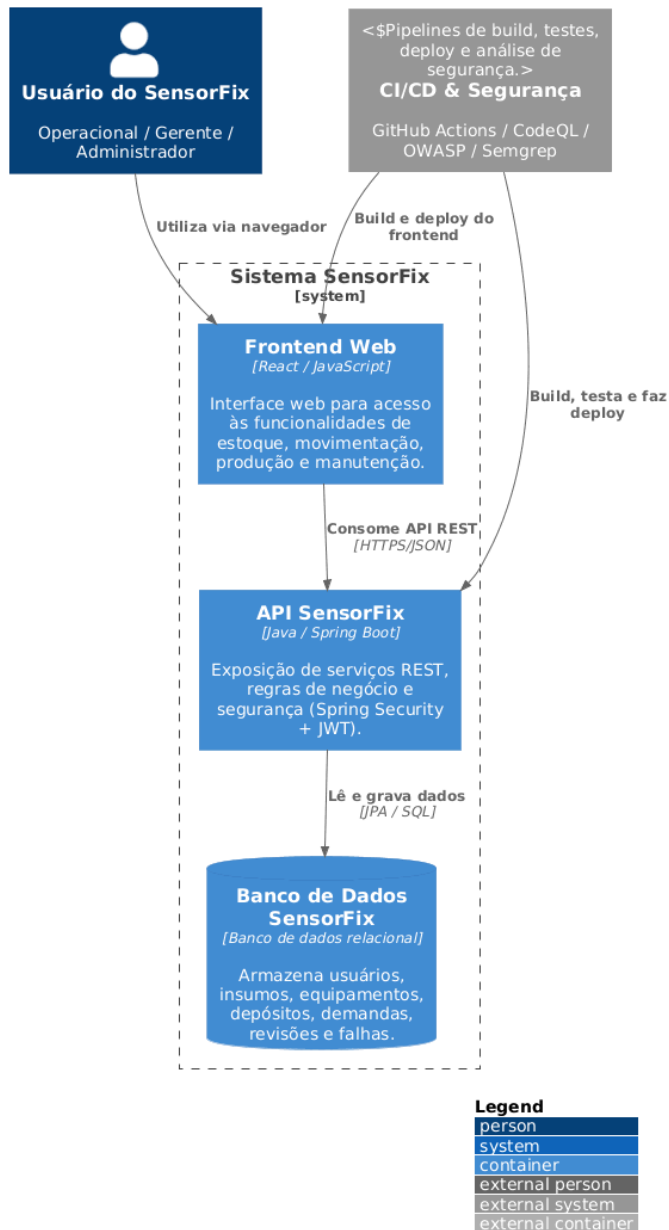 Usuário do SensorFix
Operacional / Gerente /
Administrador
<$Pipelines de build, testes,
deploy e análise de
segurança.>
CI/CD & Segurança
GitHub Actions / CodeQL /
OWASP / Semgrep
Utiliza via navegador
Build e deploy do
frontend
Sistema SensorFix
[system]
Frontend Web
[React / JavaScript]
Interface web para acesso
às funcionalidades de
estoque, movimentação,
produção e manutenção.
Build, testa e faz
deploy
Consome API REST
[HTTPS/JSON]
API SensorFix
[Java / Spring Boot]
Exposição de serviços REST,
regras de negócio e
segurança (Spring Security
+ JWT).
Lê e grava dados
[JPA / SQL]
Banco de Dados
SensorFix
[Banco de dados relacional]
Armazena usuários,
insumos, equipamentos,
depósitos, demandas,
revisões e falhas.
Legend
person
system
container
external person
external system
external container